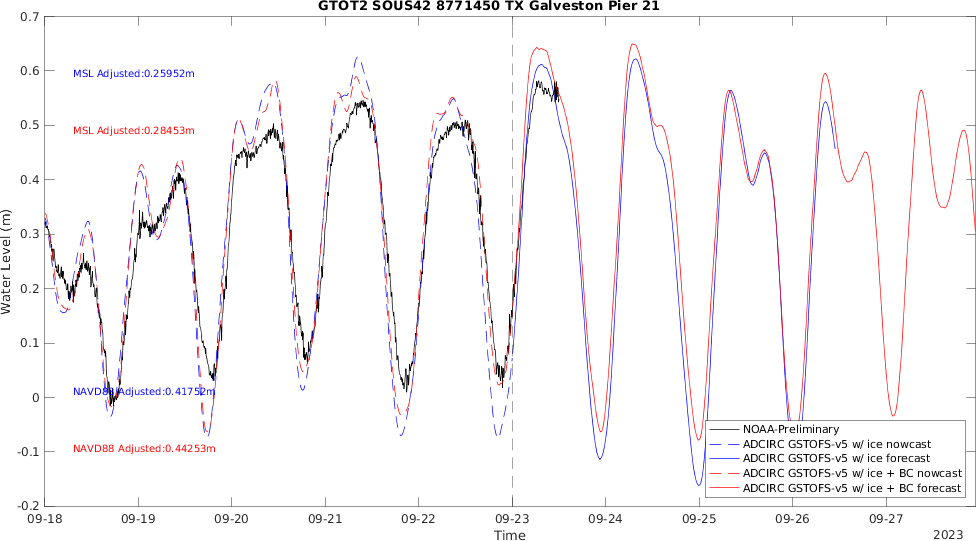 GTOT2 SOUS42 8771450 TX Galveston Pier 21
0.7
0.6
0.5
0.4
0.3
0.2
0.1
0
-0.1
-0.2
Water Level (m)
MSL Adjusted:0.25952m
MSL Adjusted:0.28453m
NAVD88 Adjusted:0.41752m
NAVD88 Adjusted:0.44253m
NOAA-Preliminary
ADCIRC GSTOFS-v5 w/ ice nowcast
ADCIRC GSTOFS-v5 w/ ice forecast
ADCIRC GSTOFS-v5 w/ ice + BC nowcast
ADCIRC GSTOFS-v5 w/ ice + BC forecast
09-18 09-19 09-20 09-21 09-22 09-23 09-24 09-25 09-26 09-27
Time
2023